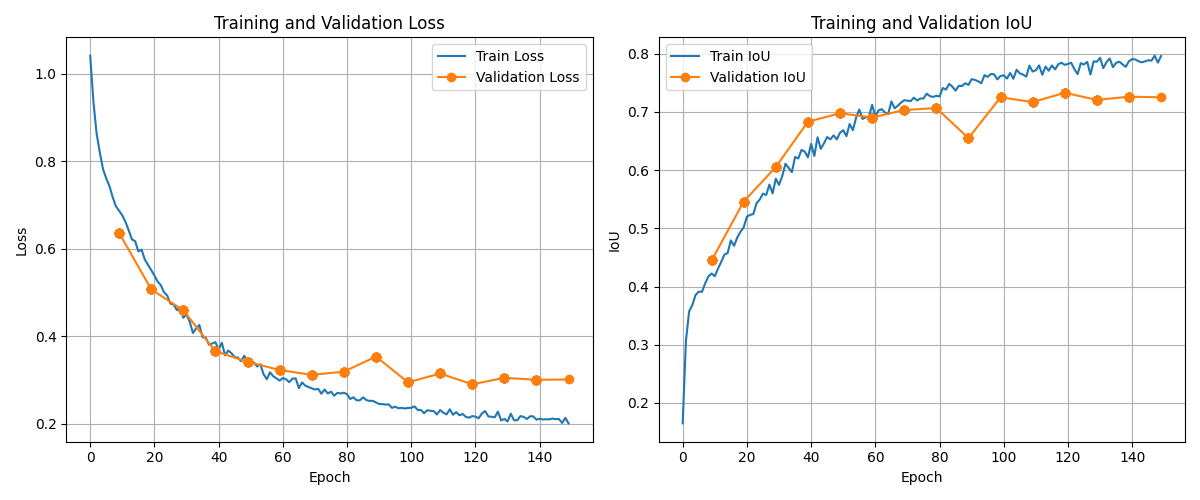 Training and Validation Loss
Train Loss
Validation Loss
1.0
0.8
0.6
0.4
0.2
Loss
0 20 40 60 80 100 120 140
Epoch
Training and Validation IoU
Train IoU
Validation IoU
0.8
0.7
0.6
0.5
0.4
0.3
0.2
IoU
0 20 40 60 80 100 120 140
Epoch